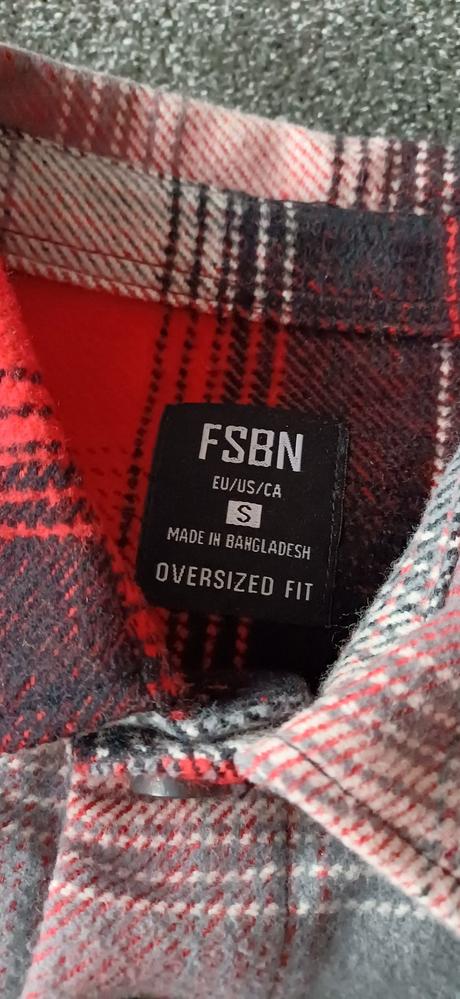 FSBN
EU/US/CA
S
MADE IN BANGLADESH
OVERSIZED FIT